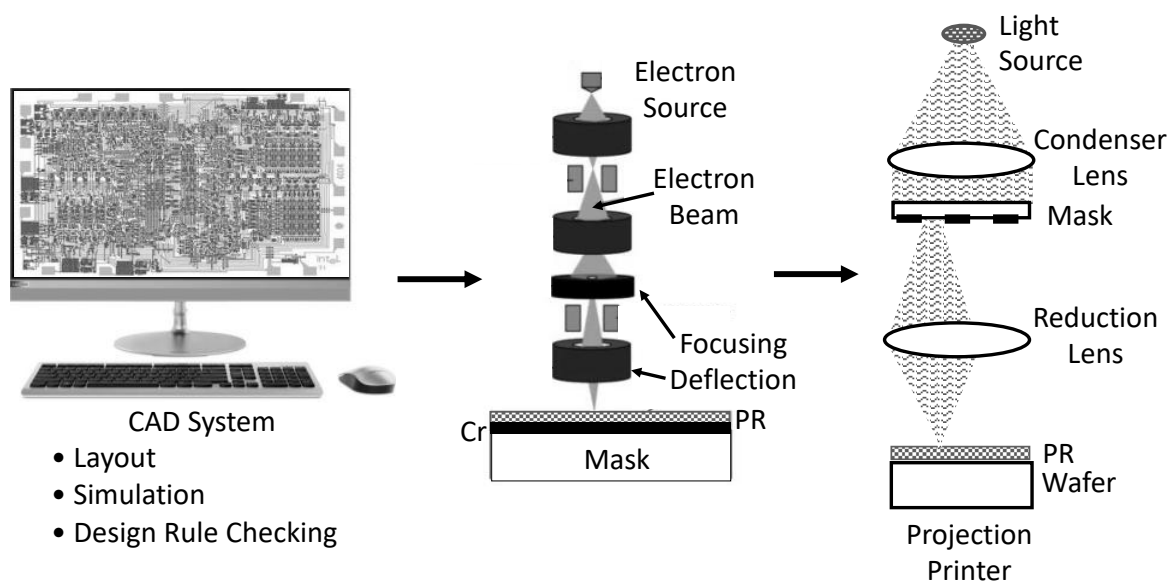 CAD System
• Layout
• Simulation
• Design Rule Checking
Electron
Source
Electron
Beam
Focusing
Deflection
Cr
PR
Mask
Light
Source
Condenser
Lens
Mask
Reduction
Lens
PR
Wafer
Projection
Printer
intel